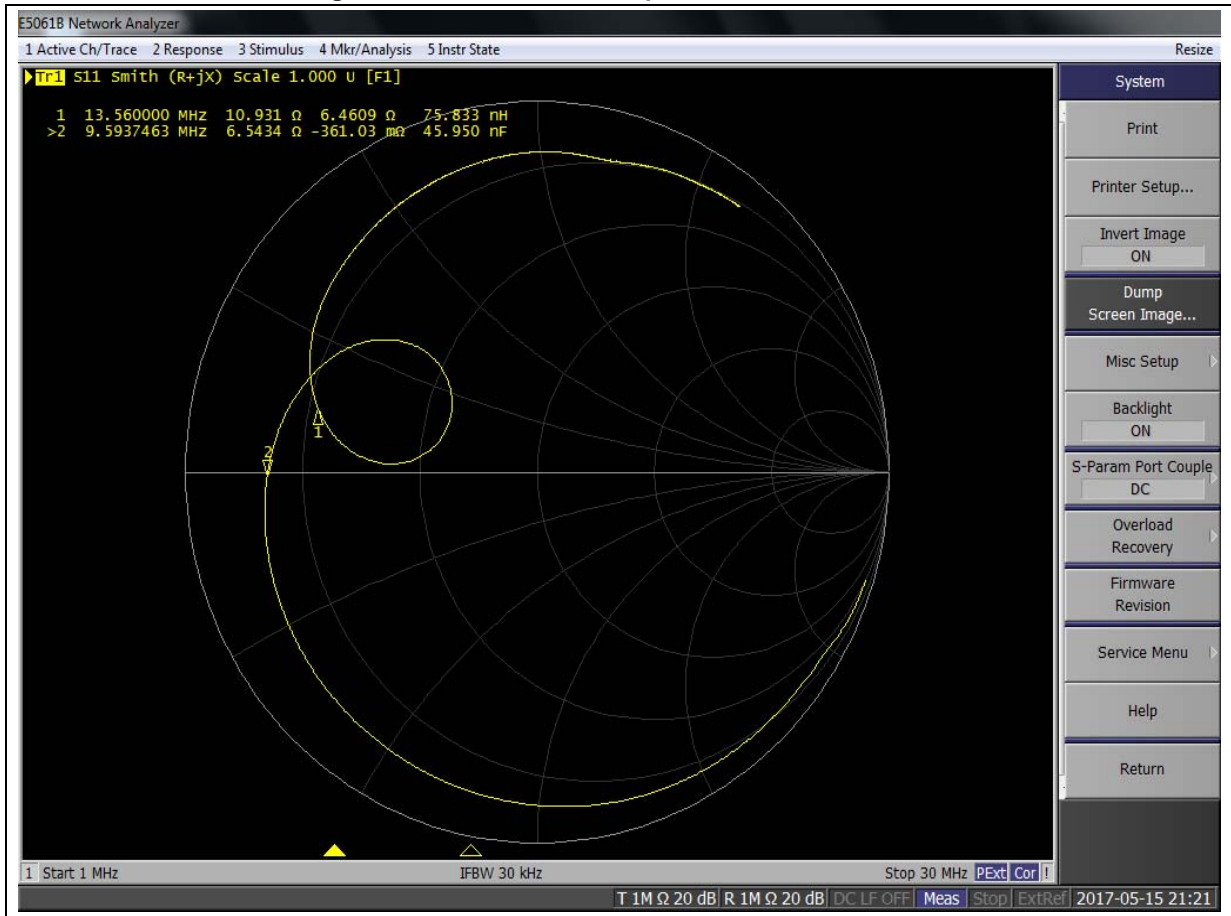 E5061B Network Analyzer
1 Active Ch/Trace 2 Response 3 Stimulus 4 Mkr/Analysis 5 Instr State
Resize
Tr1 S11 Smith (R+jX) Scale 1.000 U [F1]
1 13.560000 MHz 10.931 Ω 6.4609 Ω 75.833 nH
>2 9.5937463 MHz 6.5434 Ω -361.03 mΩ 45.950 nF
1
2
System
Print
Printer Setup...
Invert Image
ON
Dump
Screen Image...
Misc Setup
Backlight
ON
S-Param Port Couple
DC
Overload
Recovery
Firmware
Revision
Service Menu
Help
Return
1 Start 1 MHz
IFBW 30 kHz
Stop 30 MHz PExt Cor !
T 1M Ω 20 dB R 1M Ω 20 dB DC LF OFF Meas Stop ExtRef 2017-05-15 21:21